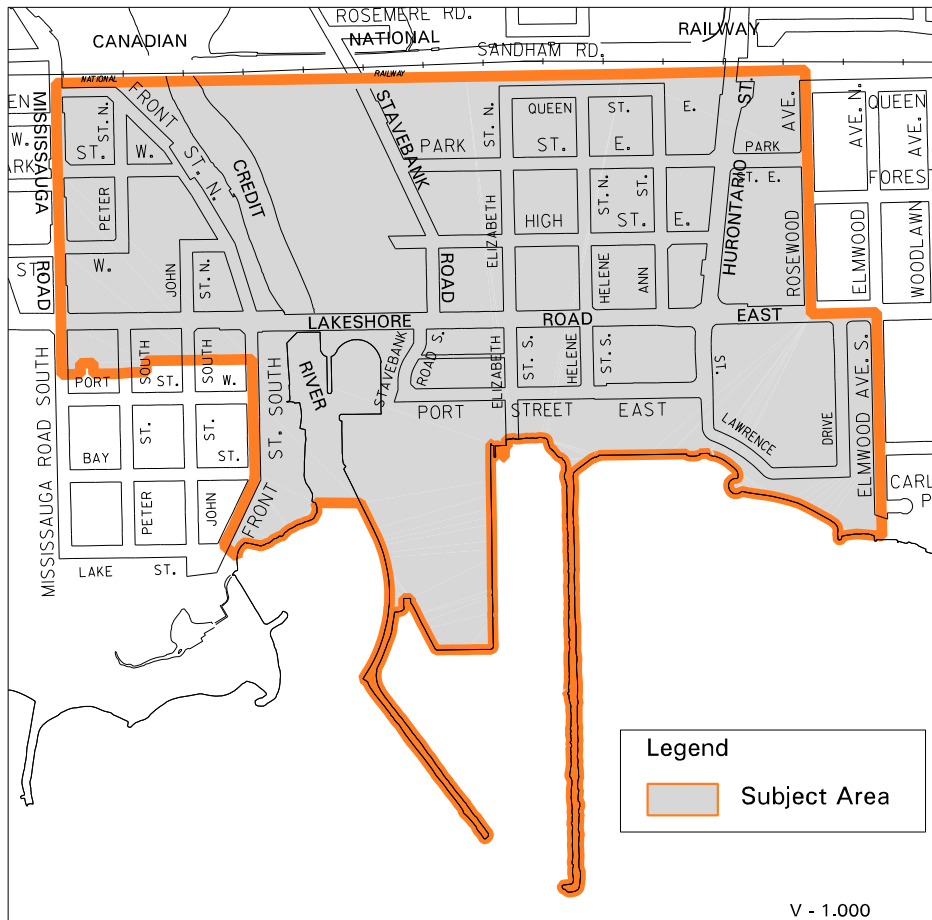 ROSEMERE RD.
CANADIAN NATIONAL RAILWAY
SANDHAM RD.
NATIONAL RAILWAY
MISSISSAUGA ROAD
FRONT ST. N.
CREDIT RIVER
STAVEBANK ROAD
QUEEN ST. E.
QUEEN
PARK ST. E.
PARK ST. E.
ST. W.
W.
ST. N.
PETER
W.
ST.
JOHN ST. N.
ELIZABETH ST. N.
HIGH ST. E.
HELENE ST. N.
ANN ST.
HURONTARIO ST.
ROSEWOOD AVE.
ELMWOOD AVE. N.
WOODLAWN AVE.
FOREST
LAKESHORE ROAD EAST
STAVEBANK ROAD S.
ELIZABETH ST. S.
HELENE ST. S.
ST.
PORT STREET EAST
LAWRENCE DRIVE
ELMWOOD AVE. S.
MISSISSAUGA ROAD SOUTH
PORT ST. W.
SOUTH
SOUTH
BAY ST.
PETER ST.
JOHN ST.
FRONT ST. SOUTH
LAKE ST.
CARL
P
Legend
Subject Area
V - 1.000